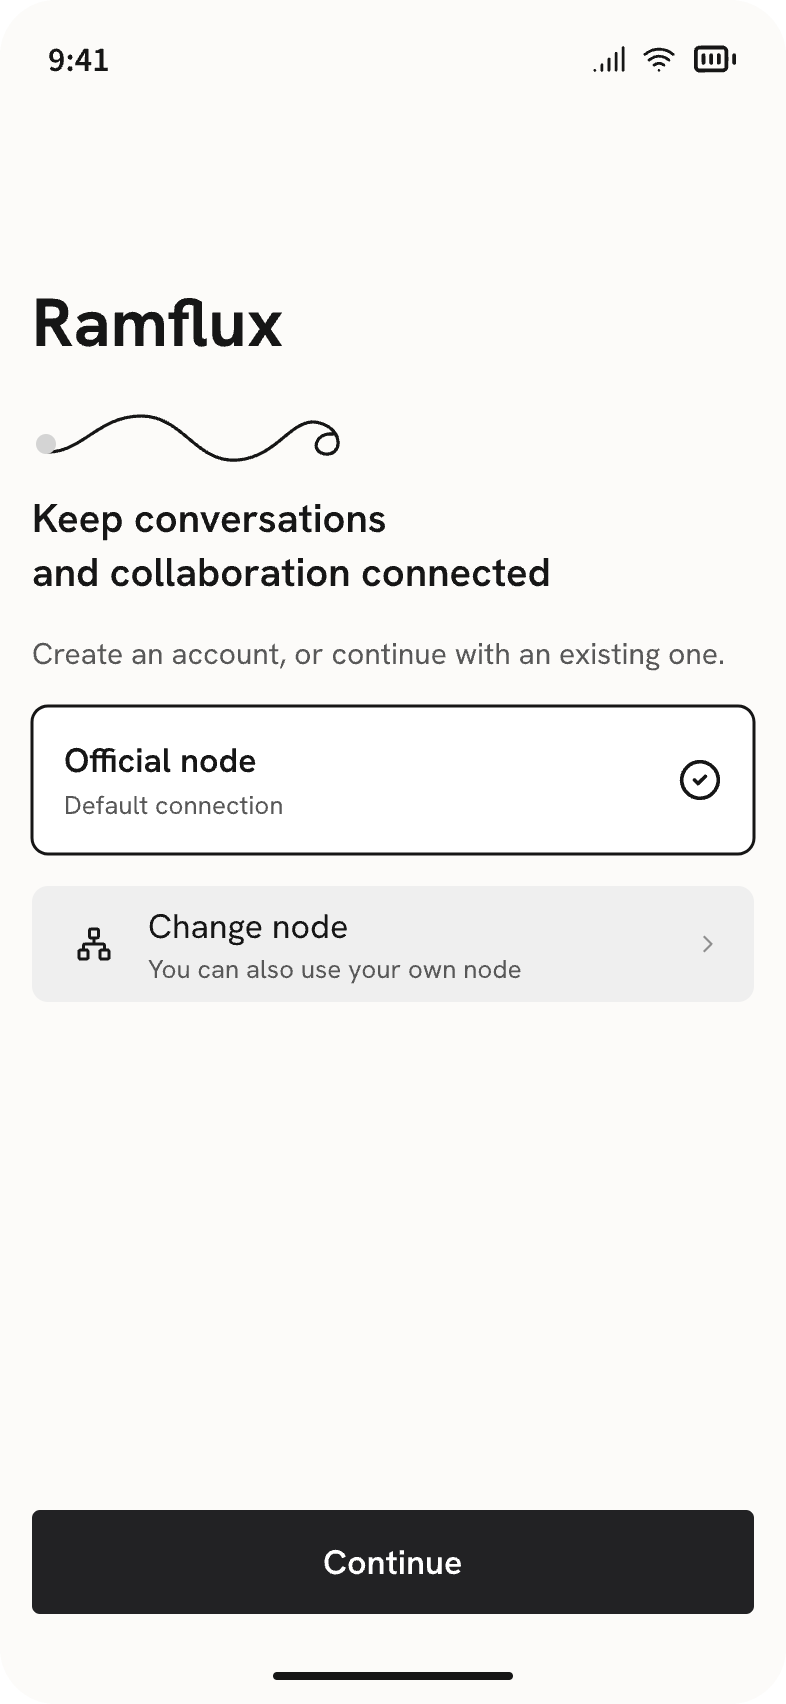 9:41
Ramflux
Keep conversations
and collaboration connected
Create an account, or continue with an existing one.
Official node
Default connection
Change node
You can also use your own node
Continue